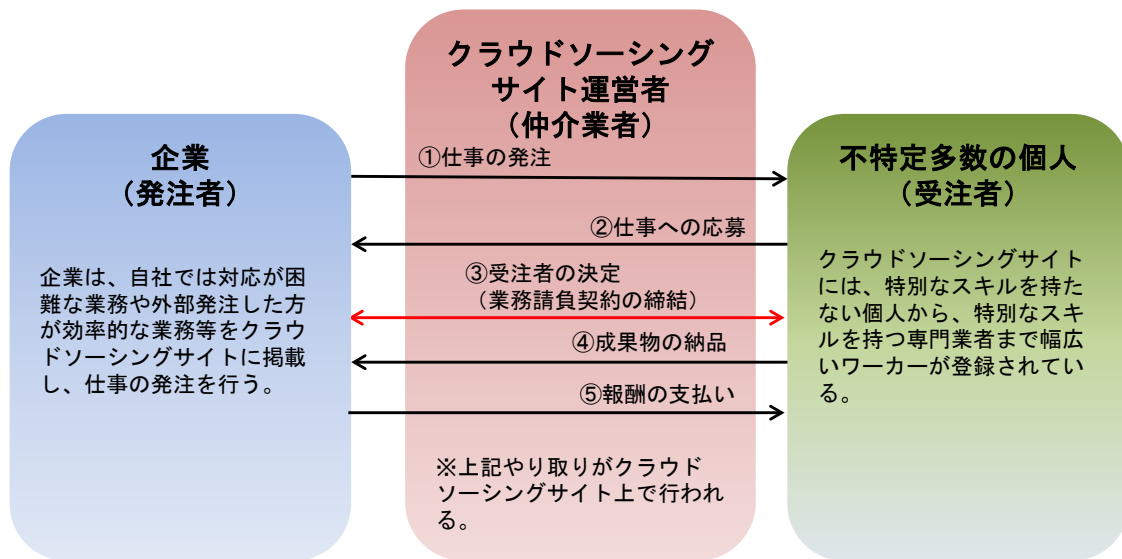 クラウドソーシング
サイト運営者
（仲介業者）
企業
（発注者）
企業は、自社では対応が困
難な業務や外部発注した方
が効率的な業務等をクラウ
ドソーシングサイトに掲載
し、仕事の発注を行う。
①仕事の発注
②仕事への応募
③受注者の決定
（業務請負契約の締結）
④成果物の納品
⑤報酬の支払い
※上記やり取りがクラウド
ソーシングサイト上で行われ
る。
不特定多数の個人
（受注者）
クラウドソーシングサイト
には、特別なスキルを持た
ない個人から、特別なスキ
ルを持つ専門業者まで幅広
いワーカーが登録されてい
る。